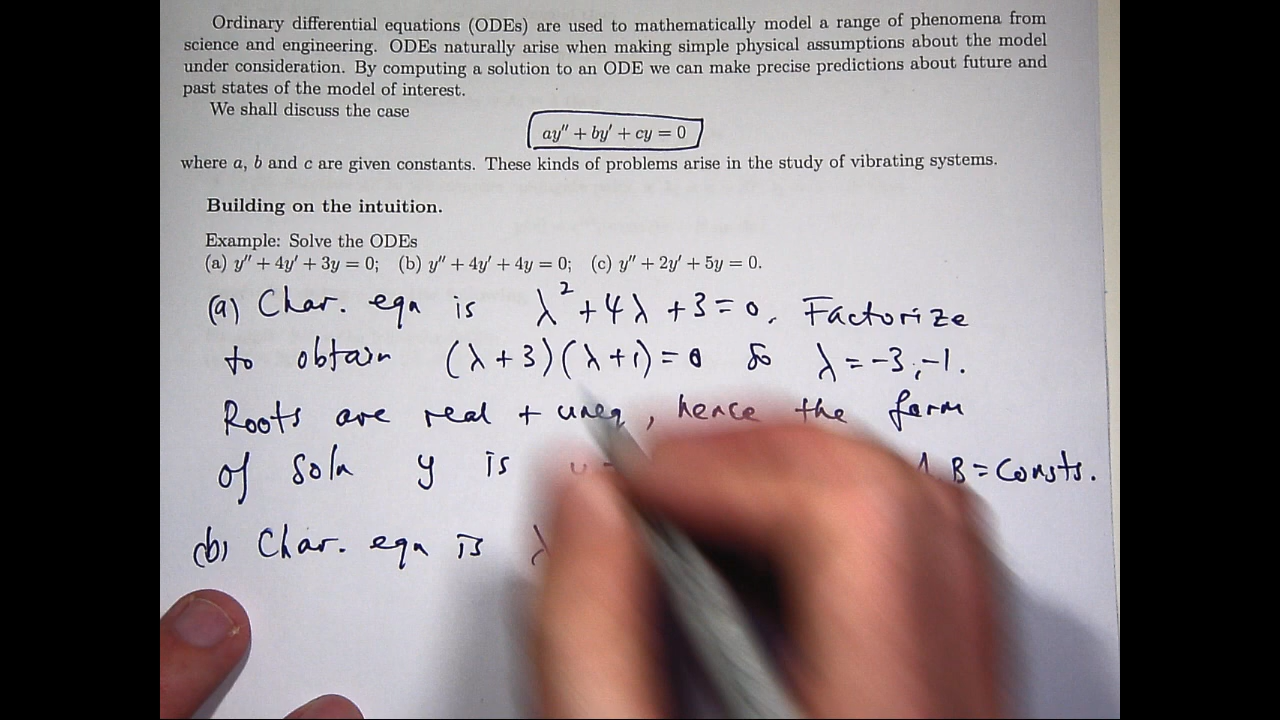 Ordinary differential equations (ODEs) are used to mathematically model a range of phenomena from
science and engineering. ODEs naturally arise when making simple physical assumptions about the model
under consideration. By computing a solution to an ODE we can make precise predictions about future and
past states of the model of interest.
We shall discuss the case
ay″ + by′ + cy = 0
where a, b and c are given constants. These kinds of problems arise in the study of vibrating systems.
Building on the intuition.
Example: Solve the ODEs
(a) y″ + 4y′ + 3y = 0; (b) y″ + 4y′ + 4y = 0; (c) y″ + 2y′ + 5y = 0.
(a) Char. eqn is λ² + 4λ + 3 = 0. Factorize
to obtain (λ + 3)(λ + 1) = 0 so λ = -3, -1.
Roots are real + uneq, hence the form
of soln y is B = consts.
(b) Char. eqn is λ